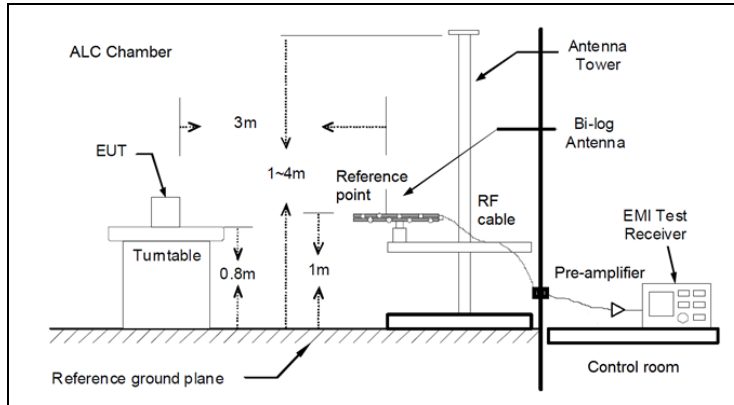 ALC Chamber
Antenna
Tower
3m
Bi-log
Antenna
EUT
1~4m
Reference
point
RF
cable
EMI Test
Receiver
Turntable
0.8m
1m
Pre-amplifier
Control room
Reference ground plane